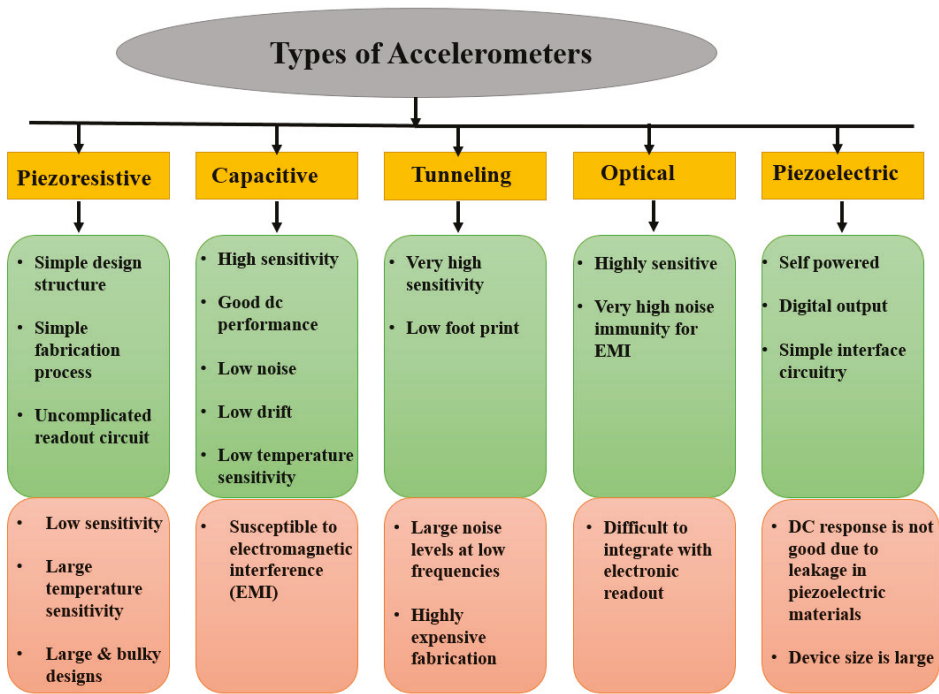 Types of Accelerometers
Piezoresistive
Capacitive
Tunneling
Optical
Piezoelectric
• Simple design
structure
• Simple
fabrication
process
• Uncomplicated
readout circuit
• High sensitivity
• Good dc
performance
• Low noise
• Low drift
• Low temperature
sensitivity
• Very high
sensitivity
• Low foot print
• Highly sensitive
• Very high noise
immunity for
EMI
• Self powered
• Digital output
• Simple interface
circuitry
• Low sensitivity
• Large
temperature
sensitivity
• Large & bulky
designs
• Susceptible to
electromagnetic
interference
(EMI)
• Large noise
levels at low
frequencies
• Highly
expensive
fabrication
• Difficult to
integrate with
electronic
readout
• DC response is not
good due to
leakage in
piezoelectric
materials
• Device size is large